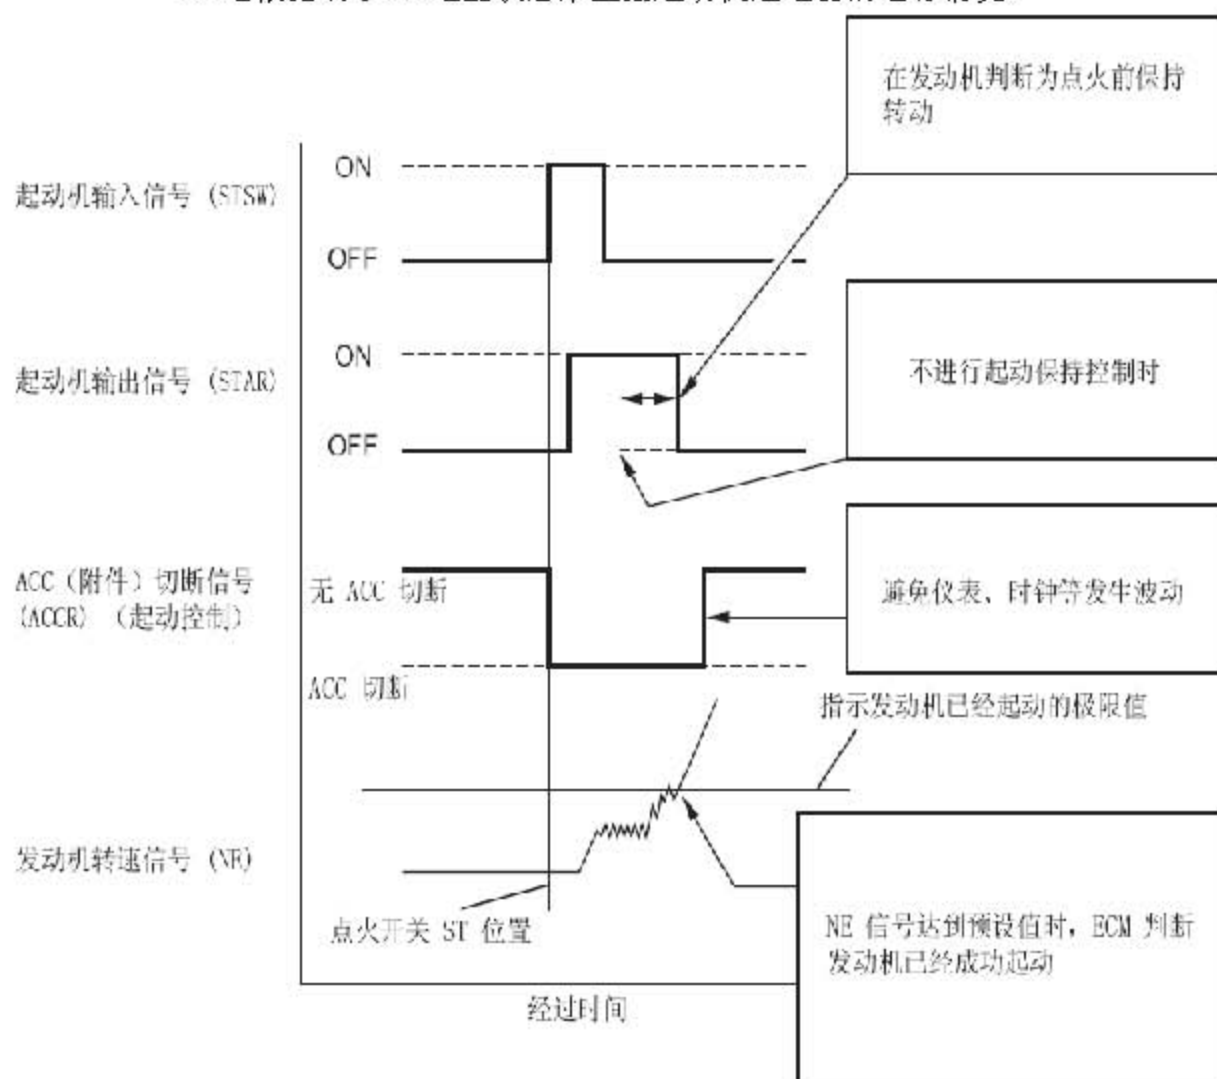 在发动机判断为点火前保持
转动
ON
起动机输入信号 (STSW)
OFF
ON
起动机输出信号 (STAR)
OFF
不进行起动保持控制时
ACC（附件）切断信号
(ACCR) （起动控制）
无 ACC 切断
ACC 切断
避免仪表、时钟等发生波动
指示发动机已经起动的极限值
发动机转速信号 (NE)
点火开关 ST 位置
NE 信号达到预设值时，ECM 判断
发动机已经成功起动
经过时间